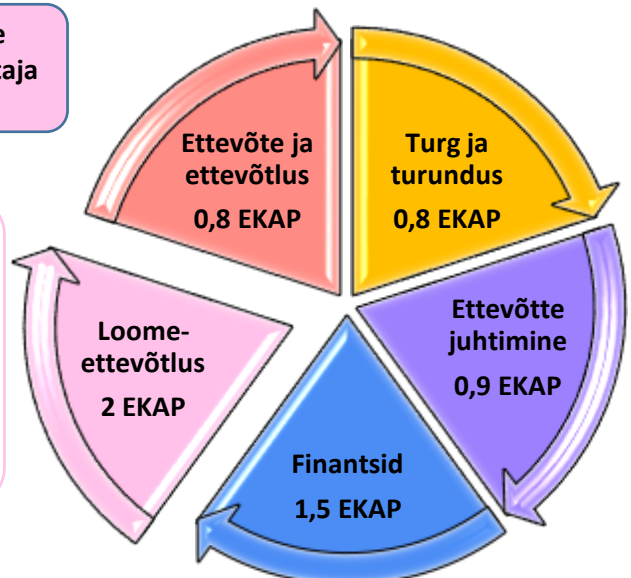 Ettevõte ja
ettevõtlus
0,8 EKAP
Turg ja
turundus
0,8 EKAP
Ettevõtte
juhtimine
0,9 EKAP
Finantsid
1,5 EKAP
Loome-
ettevõtlus
2 EKAP